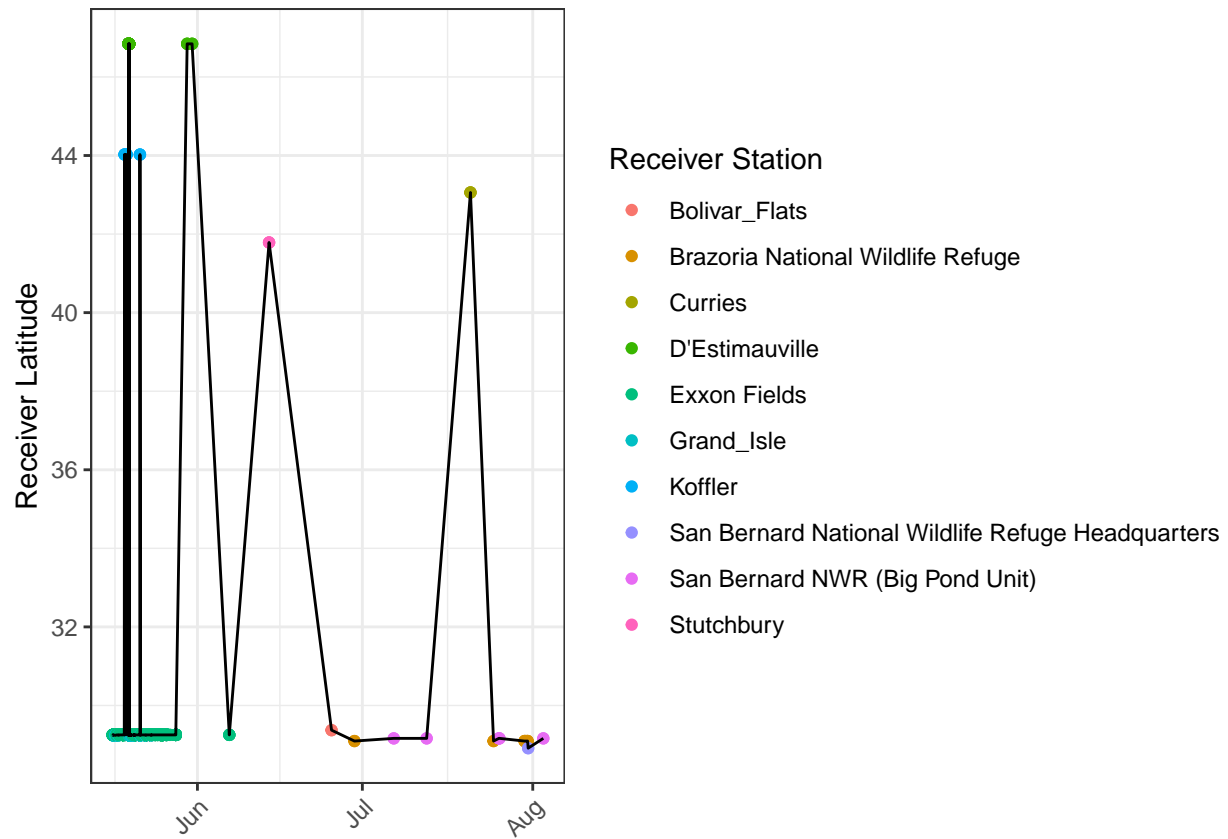 44
40
36
32
Receiver Latitude
Jun
Jul
Aug
Receiver Station
Bolivar_Flats
Brazoria National Wildlife Refuge
Curries
D'Estimauville
Exxon Fields
Grand_Isle
Koffler
San Bernard National Wildlife Refuge Headquarters
San Bernard NWR (Big Pond Unit)
Stutchbury